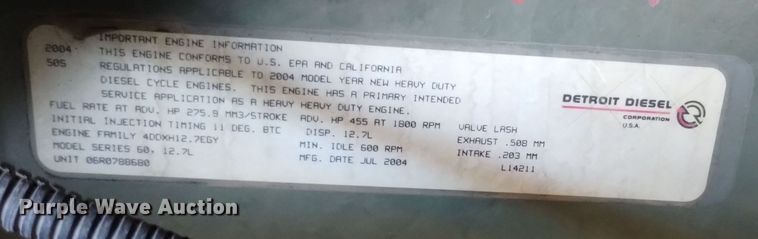 IMPORTANT ENGINE INFORMATION
2004 THIS ENGINE CONFORMS TO U.S. EPA AND CALIFORNIA
50S REGULATIONS APPLICABLE TO 2004 MODEL YEAR NEW HEAVY DUTY
DIESEL CYCLE ENGINES. THIS ENGINE HAS A PRIMARY INTENDED
SERVICE APPLICATION AS A HEAVY HEAVY DUTY ENGINE.
FUEL RATE AT ADV. HP 275.9 MM3/STROKE ADV. HP 455 AT 1800 RPM VALVE LASH
INITIAL INJECTION TIMING 11 DEG. BTC DISP. 12.7L EXHAUST .508 MM
ENGINE FAMILY 4DDXH12.7EGY MIN. IDLE 600 RPM INTAKE .203 MM
MODEL SERIES 60, 12.7L MFG. DATE JUL 2004 L14211
UNIT 06R0788680
DETROIT DIESEL
CORPORATION
U.S.A.
Purple Wave Auction